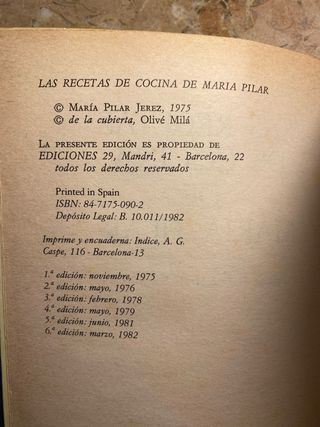 LAS RECETAS DE COCINA DE MARIA PILAR
© MARÍA PILAR JEREZ, 1975
© de la cubierta, OLIVÉ MILÁ
LA PRESENTE EDICIÓN ES PROPIEDAD DE
EDICIONES 29, Mandri, 41 - Barcelona, 22
todos los derechos reservados
Printed in Spain
ISBN: 84-7175-090-2
Depósito Legal: B. 10.011/1982
Imprime y encuaderna: Indice, A. G.
Caspe, 116 - Barcelona-13
1.ª edición: noviembre, 1975
2.ª edición: mayo, 1976
3.ª edición: febrero, 1978
4.ª edición: mayo, 1979
5.ª edición: junio, 1981
6.ª edición: marzo, 1982